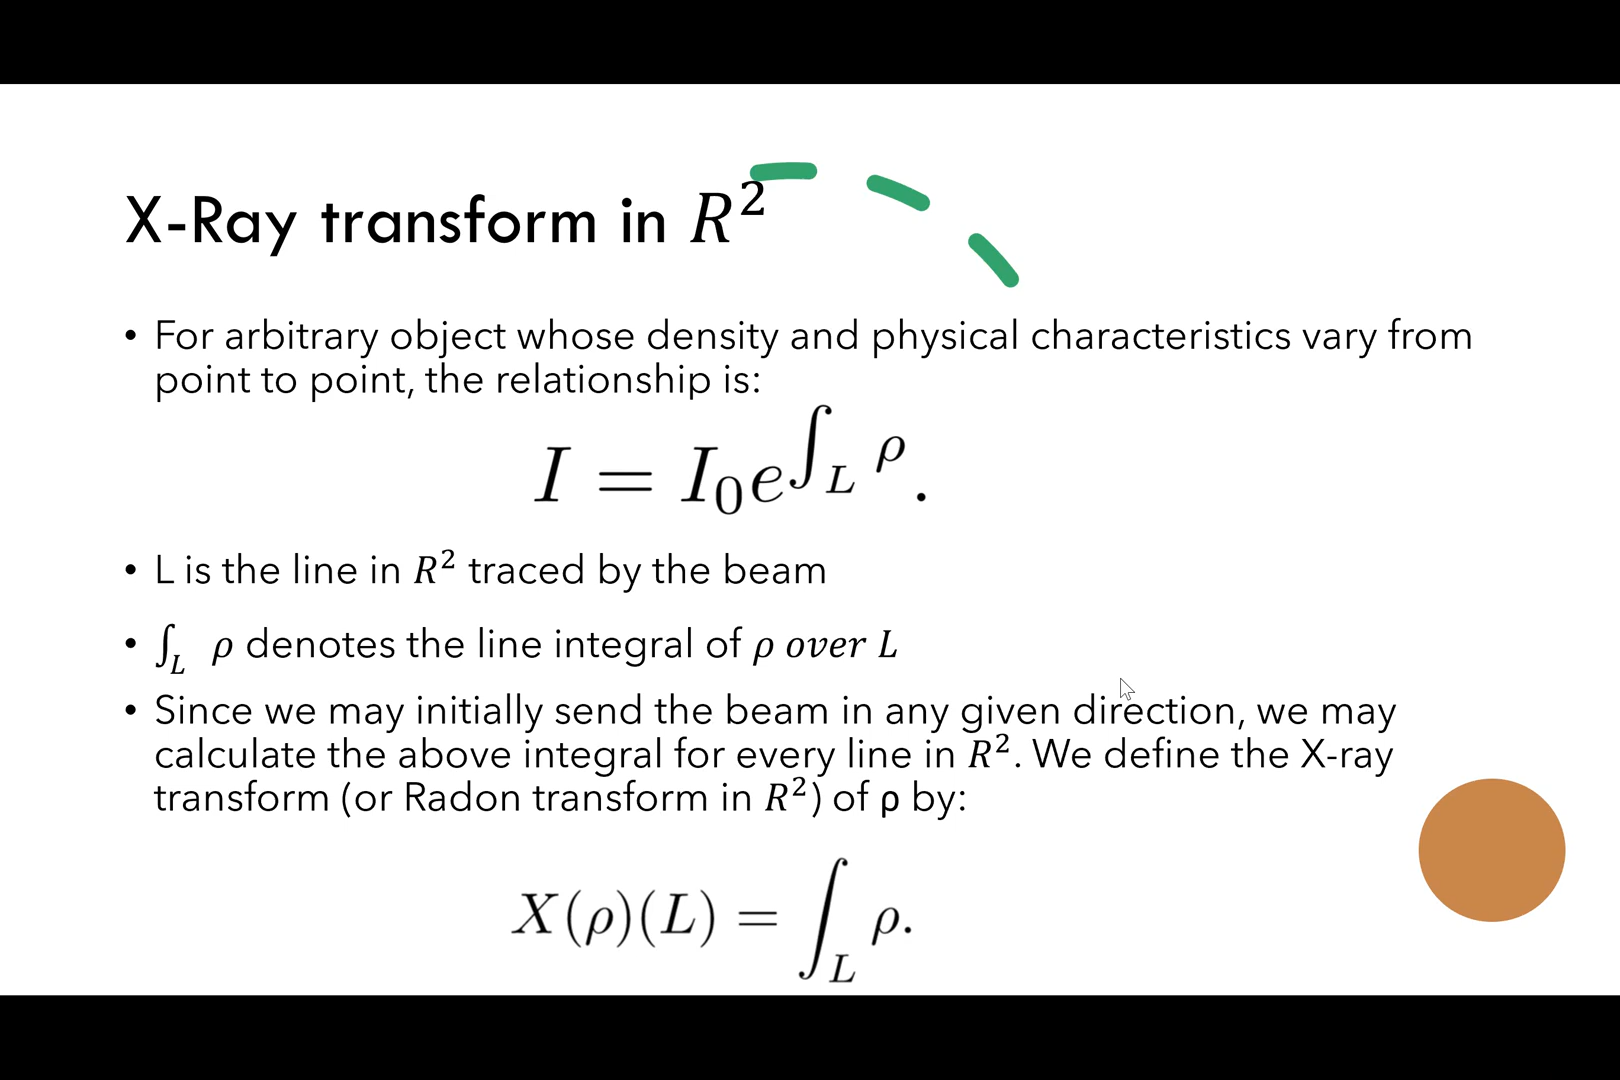 X-Ray transform in R²
• For arbitrary object whose density and physical characteristics vary from
point to point, the relationship is:
I = I₀e^{∫_L ρ}.
• L is the line in R² traced by the beam
• ∫_L ρ denotes the line integral of ρ over L
• Since we may initially send the beam in any given direction, we may
calculate the above integral for every line in R². We define the X-ray
transform (or Radon transform in R²) of ρ by:
X(ρ)(L) = ∫_L ρ.